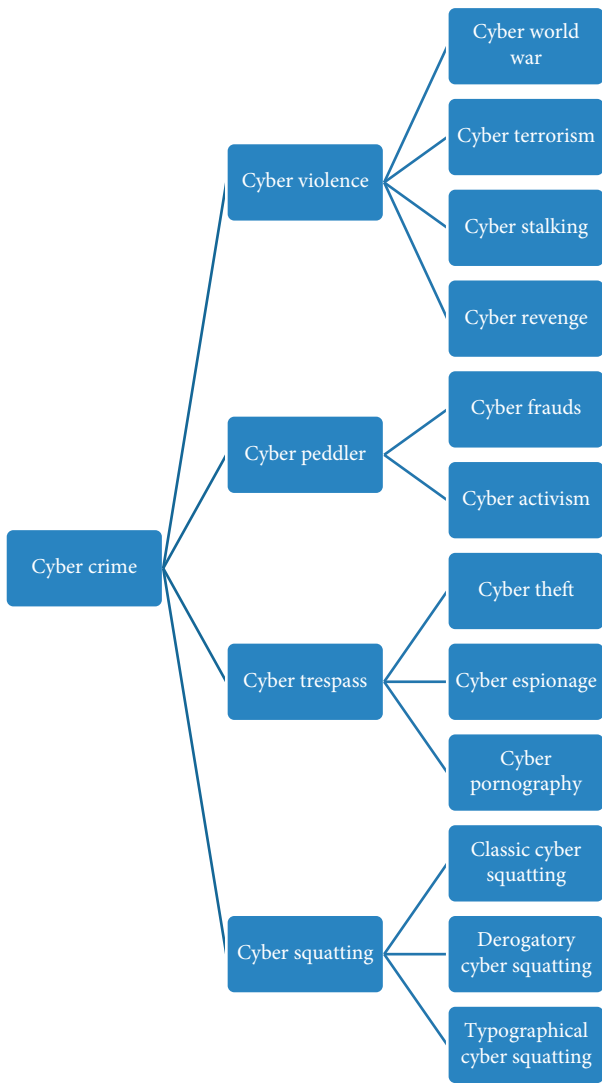 Cyber crime
Cyber violence
Cyber world
war
Cyber terrorism
Cyber stalking
Cyber revenge
Cyber peddler
Cyber frauds
Cyber activism
Cyber trespass
Cyber theft
Cyber espionage
Cyber
pornography
Cyber squatting
Classic cyber
squatting
Derogatory
cyber squatting
Typographical
cyber squatting